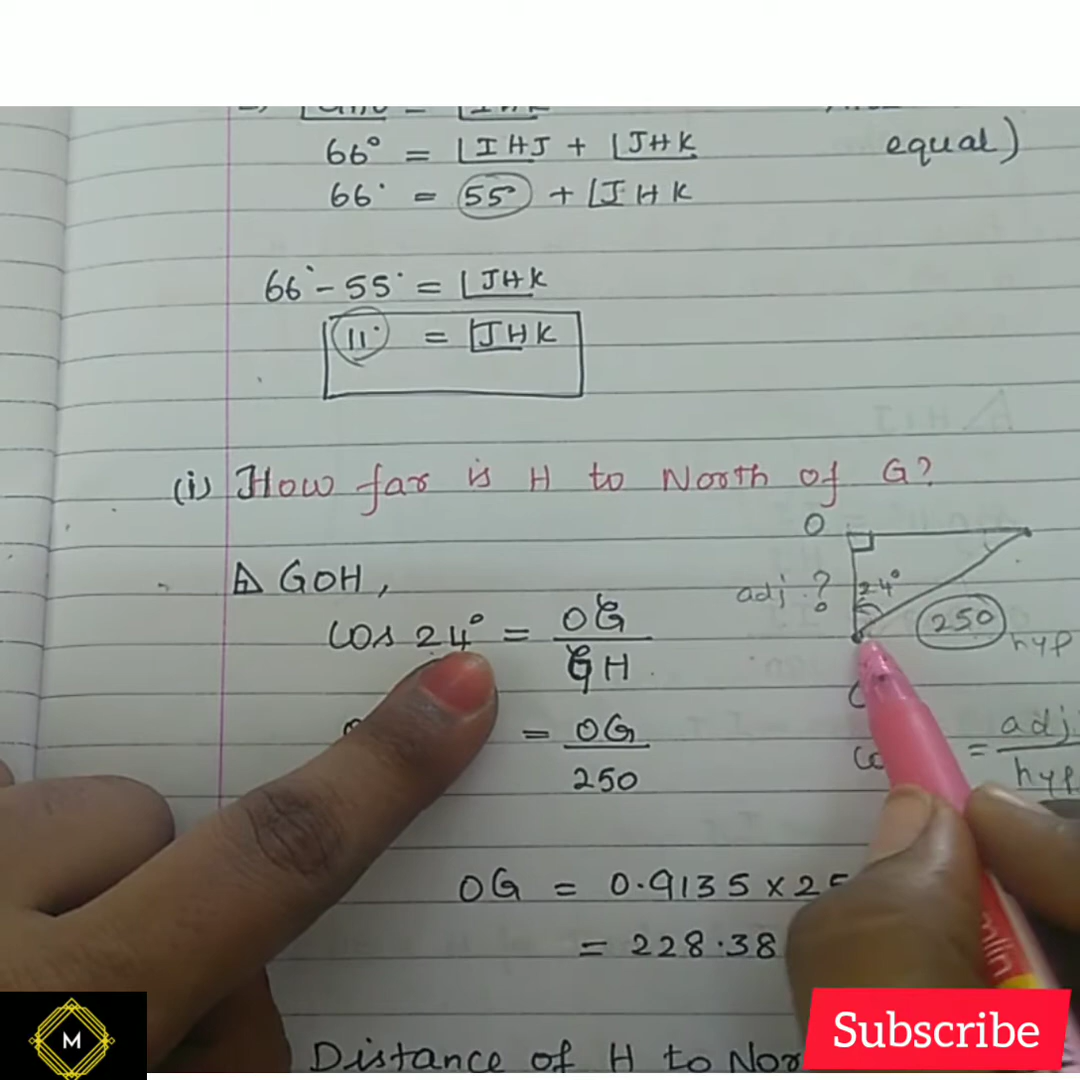 66° = ∠IHJ + ∠JHK equal)
66° = 55° + ∠JHK
66° - 55° = ∠JHK
11° = ∠JHK
(i) How far is H to North of G?
O
△ GOH,
adj ? 24°
cos 24° = OG
GH
250
hyp
= OG
250
= adj.
hyp
OG = 0.9135 x 25
= 228.38
Distance of H to Nor
M
Subscribe